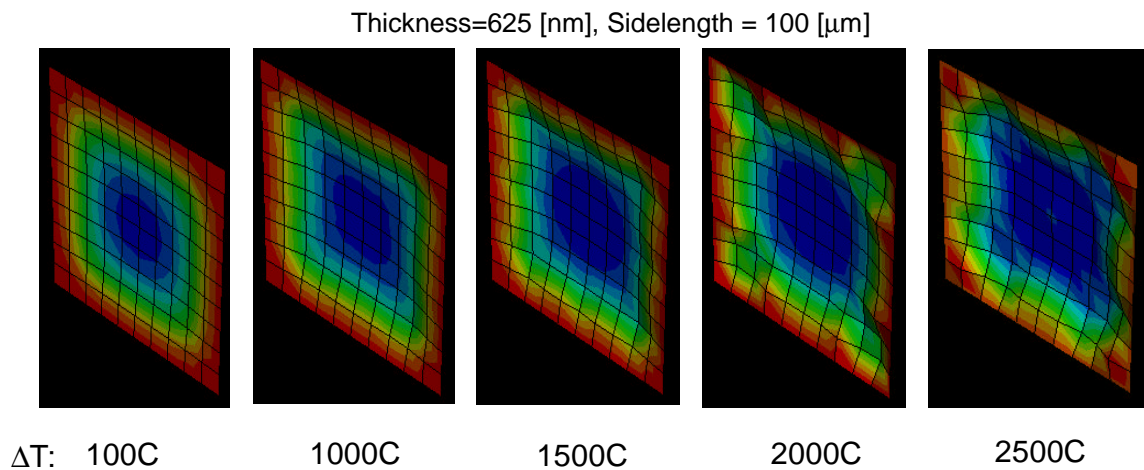 Thickness=625 [nm], Sidelength = 100 [μm]
ΔT: 100C 1000C 1500C 2000C 2500C